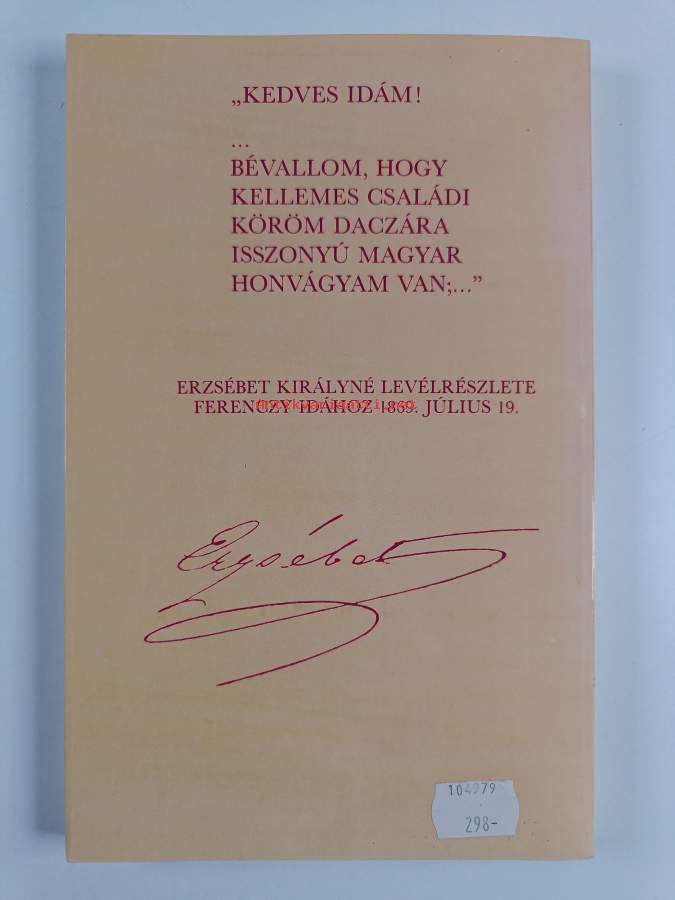 „KEDVES IDÁM!
...
BÉVALLOM, HOGY
KELLEMES CSALÁDI
KÖRÖM DACZÁRA
ISSZONYÚ MAGYAR
HONVÁGYAM VAN;...”
ERZSÉBET KIRÁLYNÉ LEVÉLRÉSZLETE
FERENCZY IDÁHOZ 1869. JÚLIUS 19.
Erzsébet
104979
298-